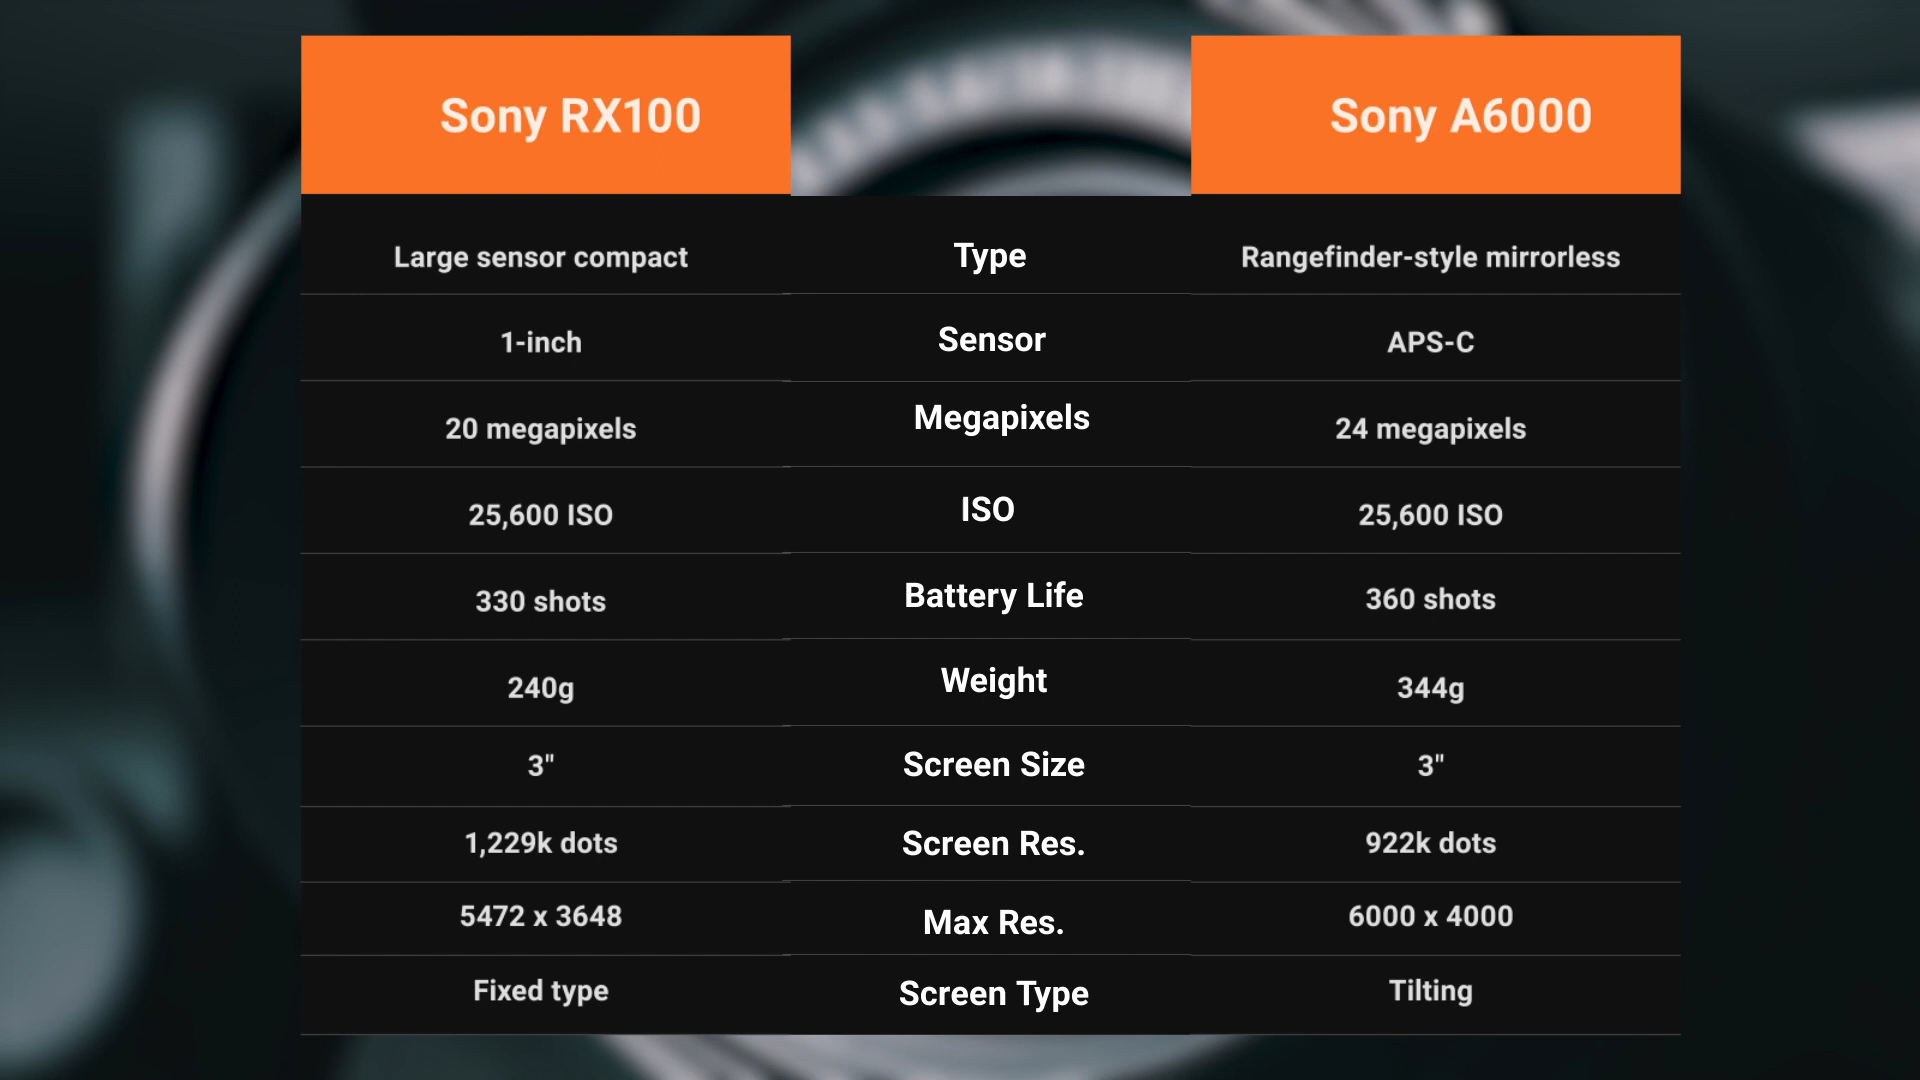 Sony RX100
Sony A6000
Large sensor compact
Type
Rangefinder-style mirrorless
1-inch
Sensor
APS-C
20 megapixels
Megapixels
24 megapixels
25,600 ISO
ISO
25,600 ISO
330 shots
Battery Life
360 shots
240g
Weight
344g
3"
Screen Size
3"
1,229k dots
Screen Res.
922k dots
5472 x 3648
Max Res.
6000 x 4000
Fixed type
Screen Type
Tilting